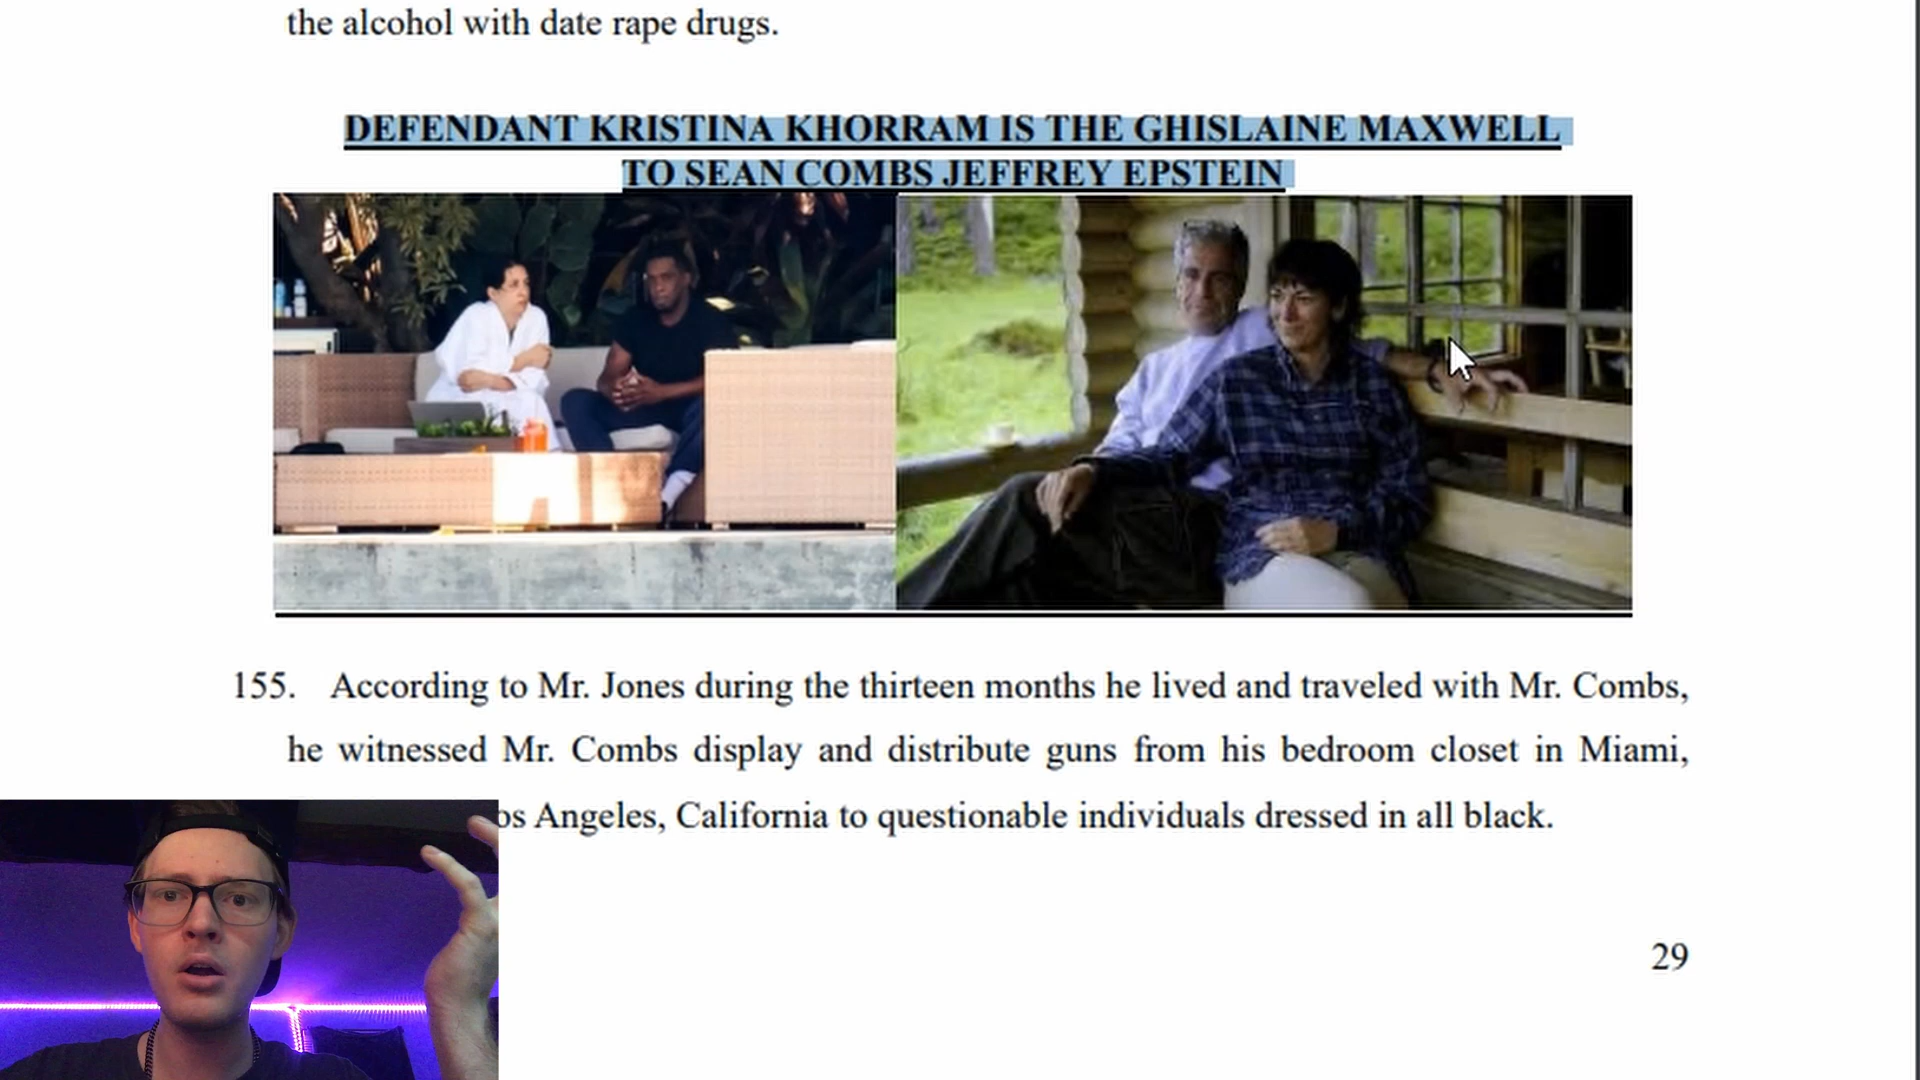 the alcohol with date rape drugs.
DEFENDANT KRISTINA KHORRAM IS THE GHISLAINE MAXWELL
TO SEAN COMBS JEFFREY EPSTEIN
155. According to Mr. Jones during the thirteen months he lived and traveled with Mr. Combs,
he witnessed Mr. Combs display and distribute guns from his bedroom closet in Miami,
os Angeles, California to questionable individuals dressed in all black.
29